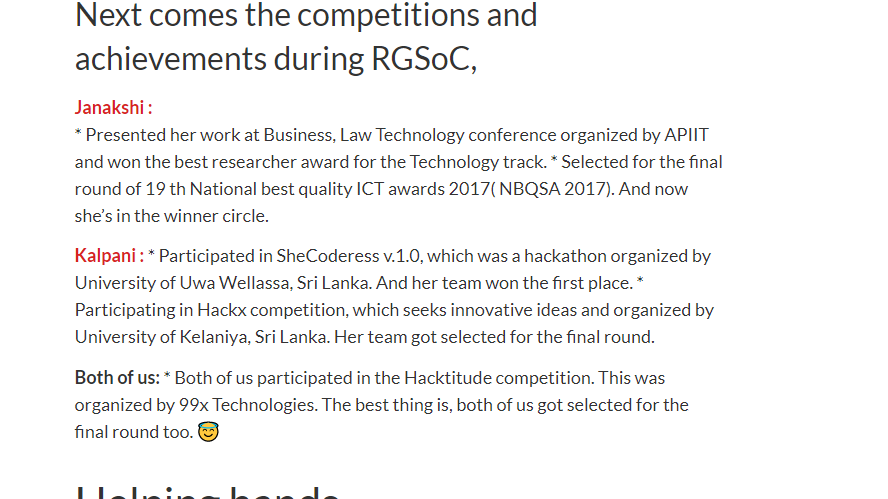 Next comes the competitions and
achievements during RGSoC,
Janakshi :
* Presented her work at Business, Law Technology conference organized by APIIT
and won the best researcher award for the Technology track. * Selected for the final
round of 19 th National best quality ICT awards 2017( NBQSA 2017). And now
she’s in the winner circle.
Kalpani : * Participated in SheCoderess v.1.0, which was a hackathon organized by
University of Uwa Wellassa, Sri Lanka. And her team won the first place. *
Participating in Hackx competition, which seeks innovative ideas and organized by
University of Kelaniya, Sri Lanka. Her team got selected for the final round.
Both of us: * Both of us participated in the Hacktitude competition. This was
organized by 99x Technologies. The best thing is, both of us got selected for the
final round too. 😇
Helping hands